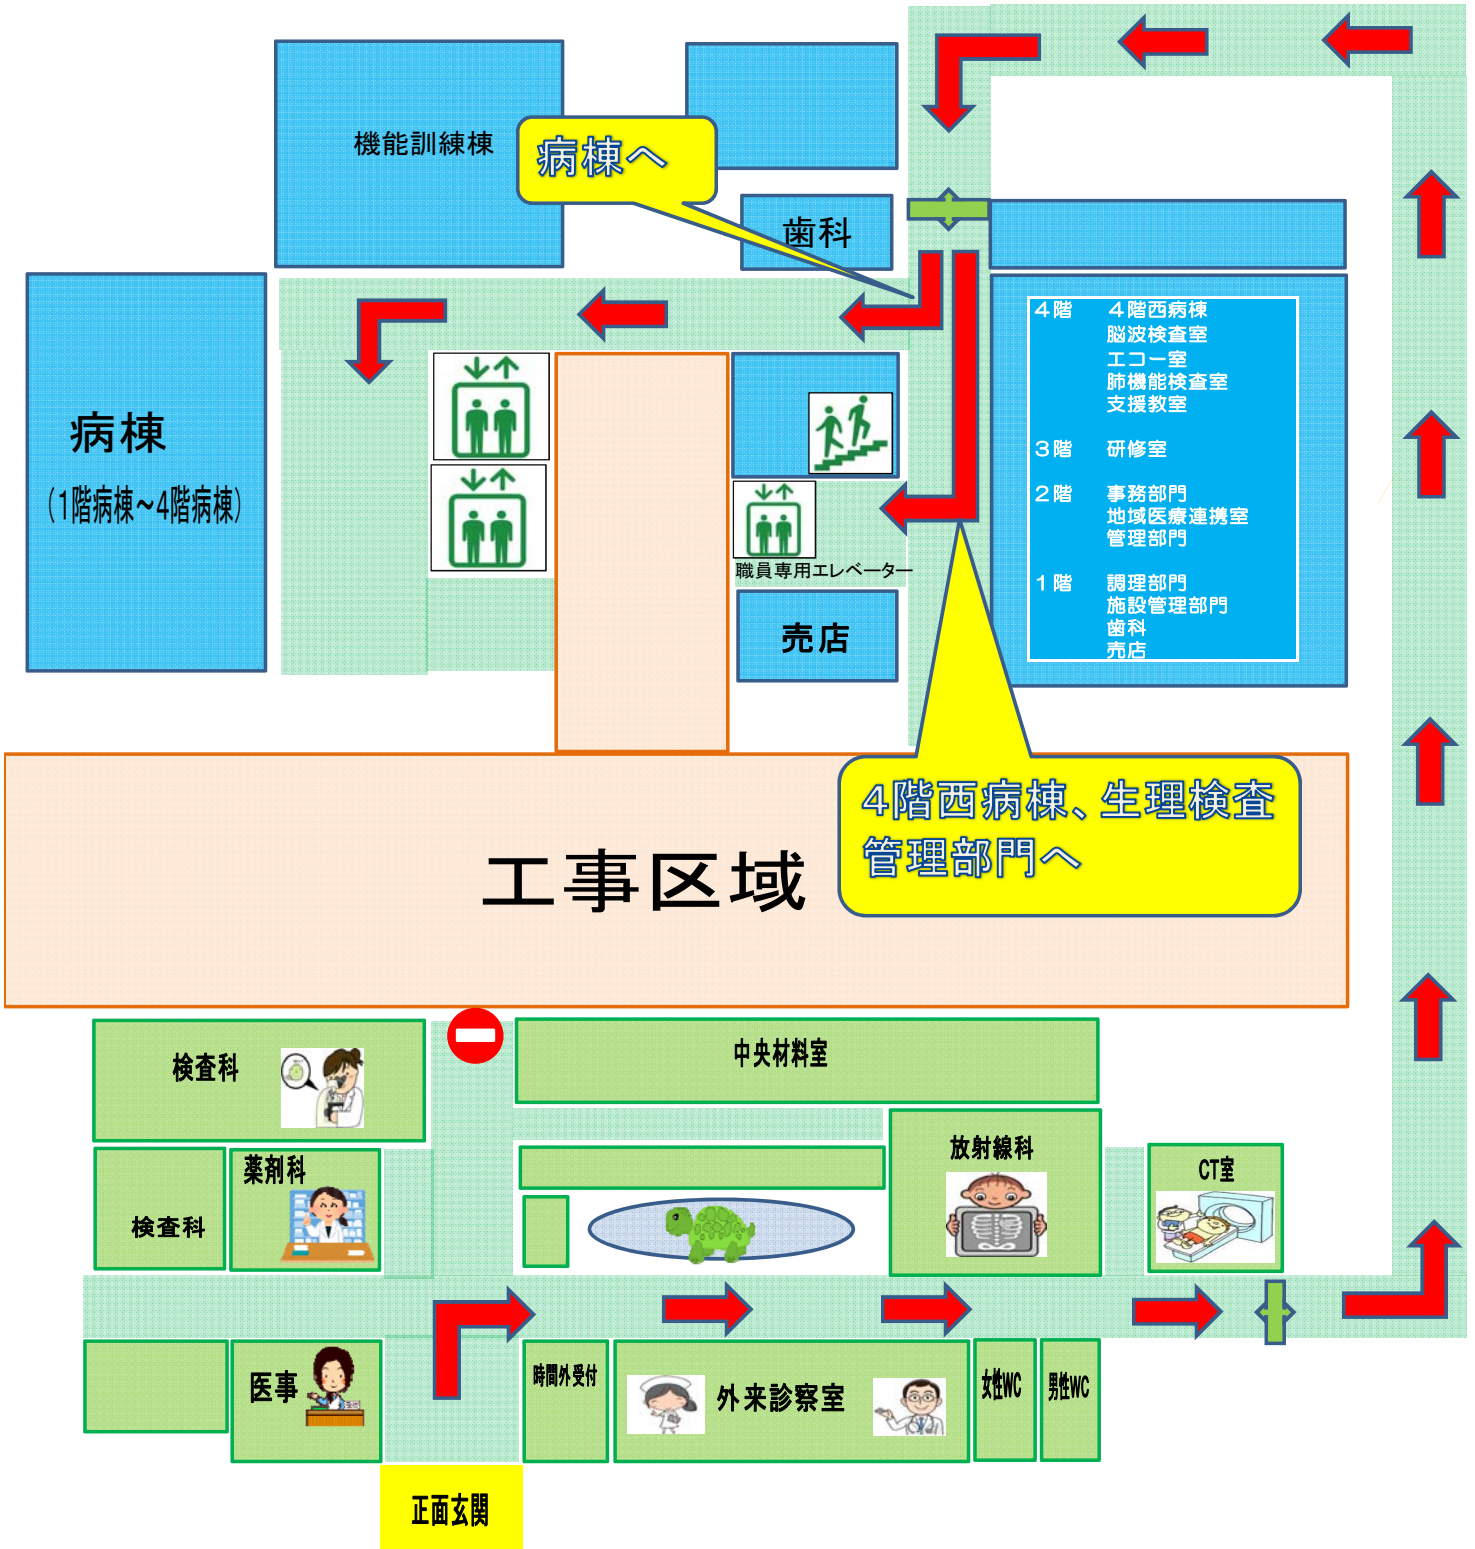 機能訓練棟
病棟へ
歯科
病棟
（1階病棟～4階病棟）
職員専用エレベーター
売店
4階 4階西病棟
脳波検査室
エコー室
肺機能検査室
支援教室
3階 研修室
2階 事務部門
地域医療連携室
管理部門
1階 調理部門
施設管理部門
歯科
売店
4階西病棟、生理検査
管理部門へ
工事区域
検査科
中央材料室
検査科
薬剤科
放射線科
CT室
医事
時間外受付
外来診察室
女性WC
男性WC
正面玄関